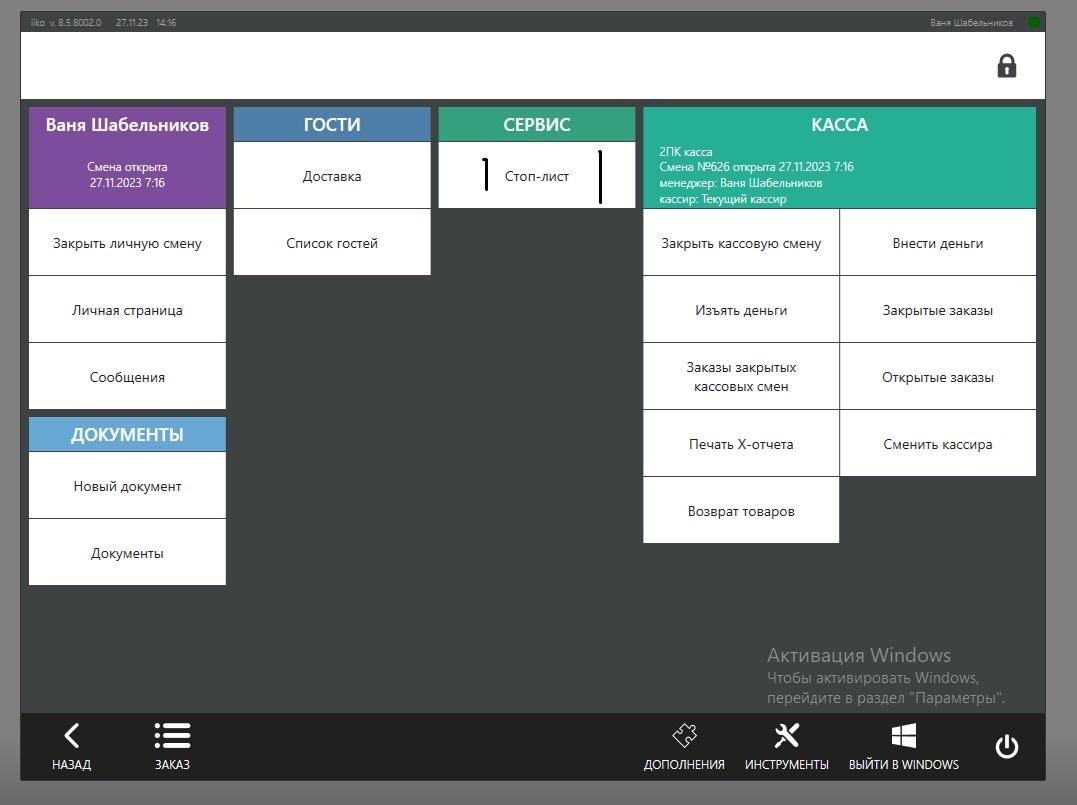 iiko v. 8.5.8002.0 27.11.23 14:16
Ваня Шабельников
Ваня Шабельников
Смена открыта
27.11.2023 7:16
Закрыть личную смену
Личная страница
Сообщения
ДОКУМЕНТЫ
Новый документ
Документы
ГОСТИ
Доставка
Список гостей
СЕРВИС
Стоп-лист
КАССА
2ПК касса
Смена №626 открыта 27.11.2023 7:16
менеджер: Ваня Шабельников
кассир: Текущий кассир
Закрыть кассовую смену
Внести деньги
Изъять деньги
Закрытые заказы
Заказы закрытых
кассовых смен
Открытые заказы
Печать X-отчета
Сменить кассира
Возврат товаров
Активация Windows
Чтобы активировать Windows,
перейдите в раздел "Параметры".
НАЗАД
ЗАКАЗ
ДОПОЛНЕНИЯ
ИНСТРУМЕНТЫ
ВЫЙТИ В WINDOWS